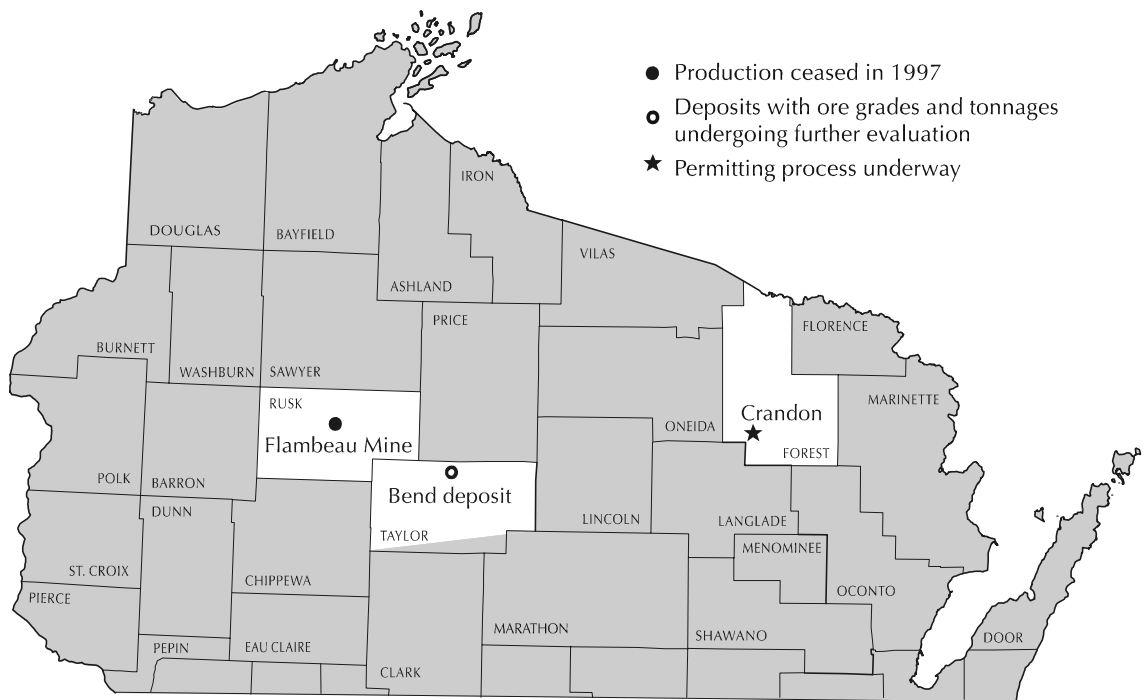 Production ceased in 1997
Deposits with ore grades and tonnages
undergoing further evaluation
Permitting process underway
IRON
DOUGLAS
BAYFIELD
VILAS
ASHLAND
PRICE
FLORENCE
BURNETT
WASHBURN
SAWYER
RUSK
MARINETTE
Crandon
ONEIDA
Flambeau Mine
FOREST
POLK
BARRON
Bend deposit
DUNN
LINCOLN
LANGLADE
TAYLOR
MENOMINEE
ST. CROIX
CHIPPEWA
OCONTO
PIERCE
MARATHON
SHAWANO
DOOR
PEPIN
EAU CLAIRE
CLARK